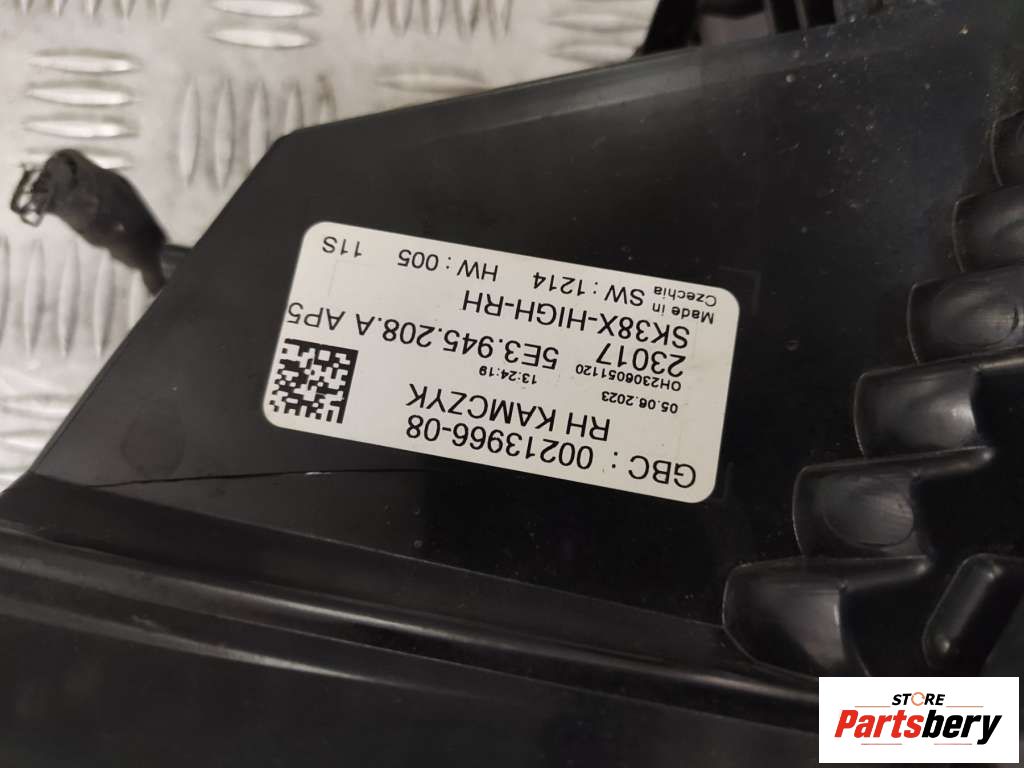 GBC : 00213966-08
RH KAMCZYK
05.06.2023 13:24:19
OH2306051120
23017 5E3.945.208.A AP5
SK38X-HIGH-RH
Made in Czechia SW : 1214 HW : 005 11S
STORE
Partsbery